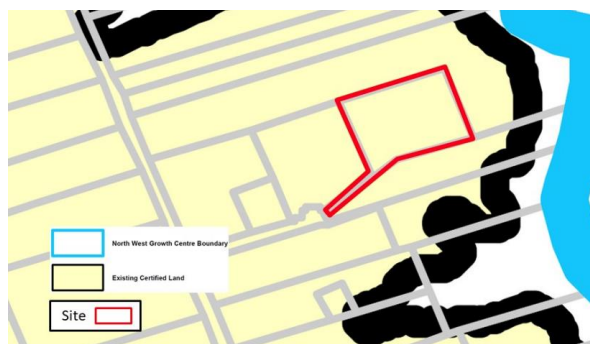 North West Growth Centre Boundary
Existing Certified Land
Site